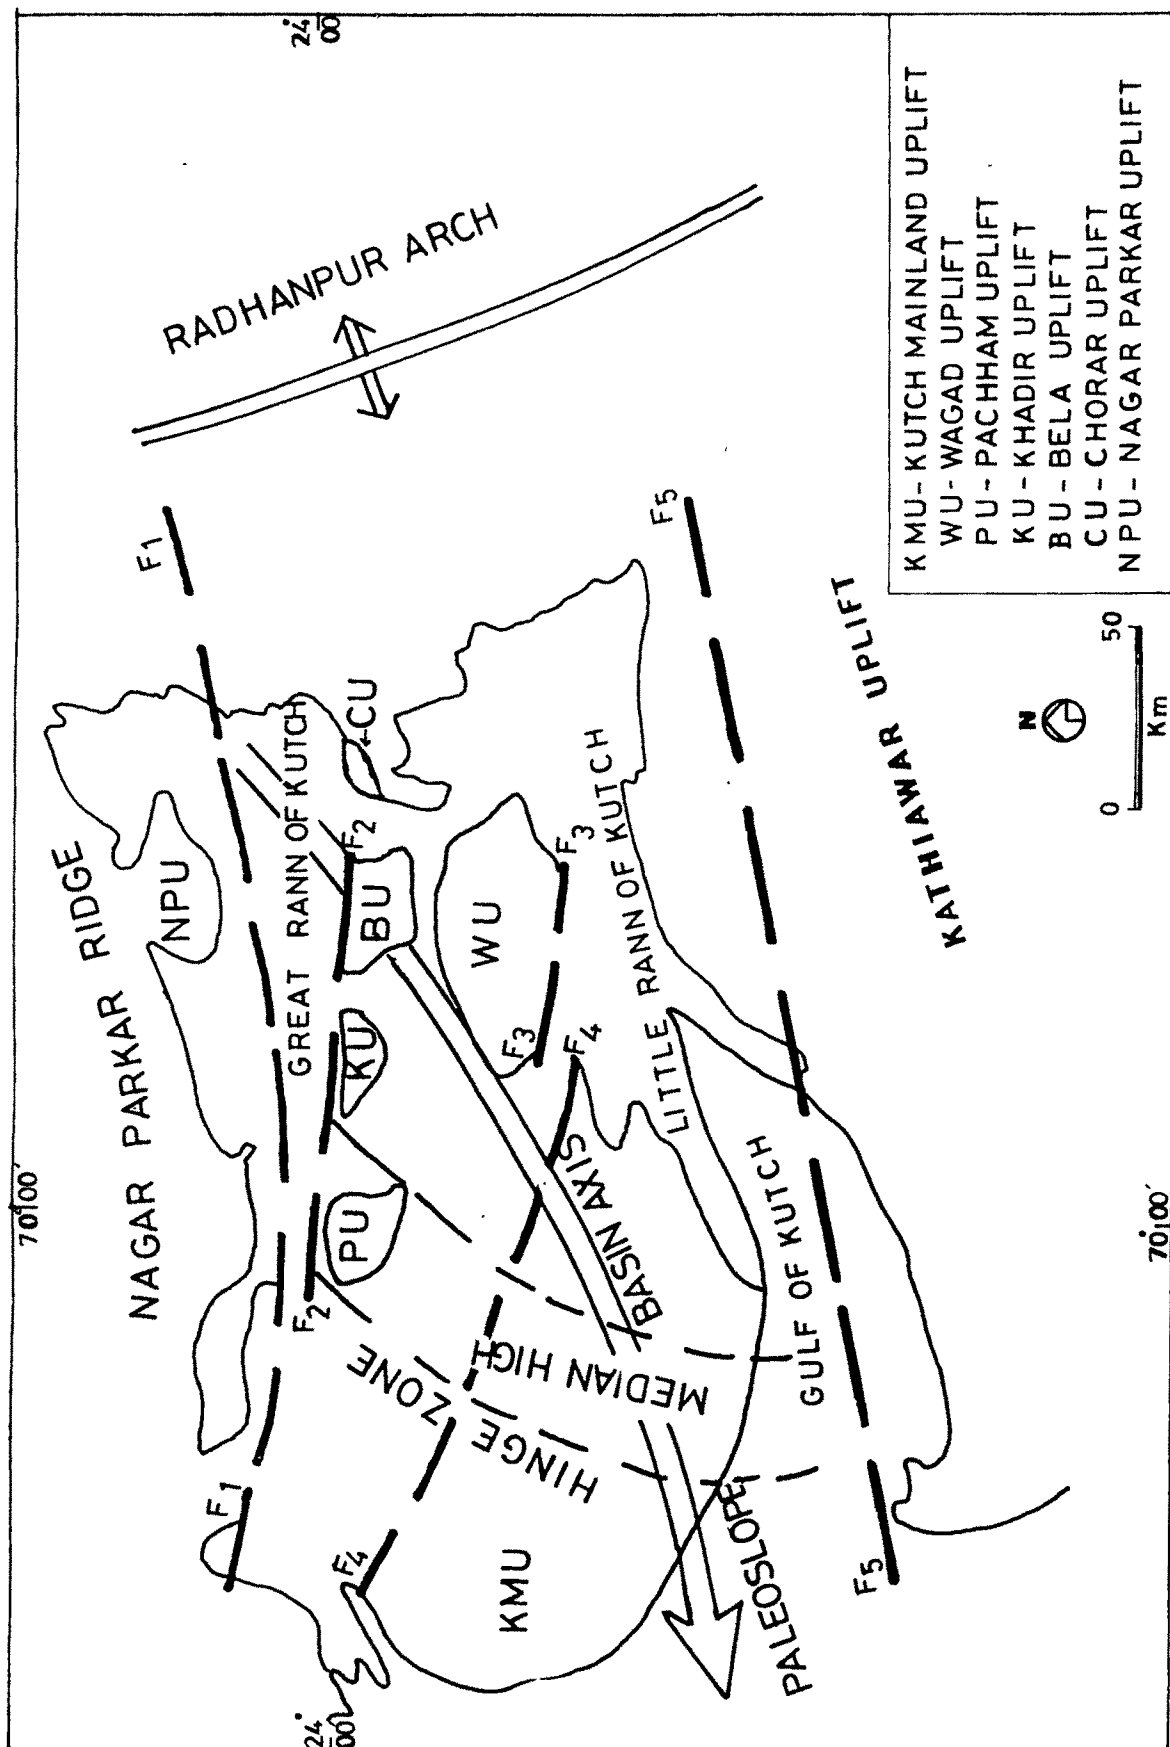 70°00'
24°00'
NAGAR PARKAR RIDGE
RADHANPUR ARCH
F1
F1
NPU
GREAT RANN OF KUTCH
F2
F2
PU
KU
BU
←CU
HINGE ZONE
MEDIAN HIGH
BASIN AXIS
WU
F3
F3
F4
F4
KMU
PALEOSLOPE
LITTLE RANN OF KUTCH
GULF OF KUTCH
F5
F5
KATHIAWAR UPLIFT
24°00'
70°00'
N
0 50
Km
KMU-KUTCH MAINLAND UPLIFT
WU-WAGAD UPLIFT
PU-PACHHAM UPLIFT
KU-KHADIR UPLIFT
BU-BELA UPLIFT
CU-CHORAR UPLIFT
NPU-NAGAR PARKAR UPLIFT